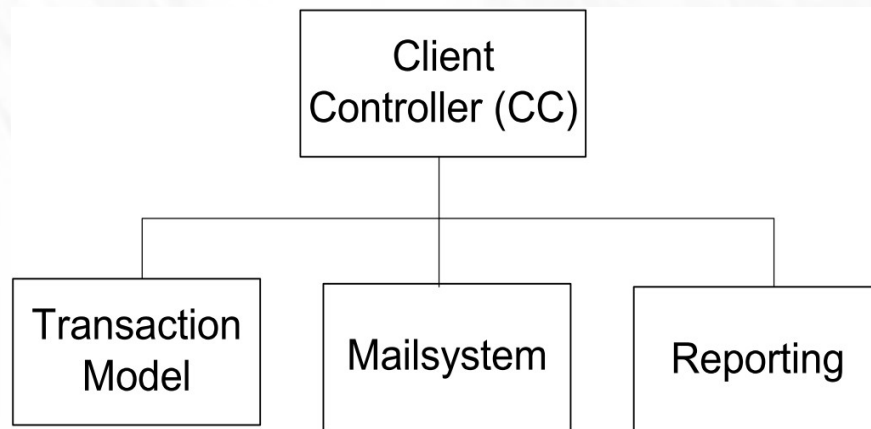 Client
Controller (CC)
Transaction
Model
Mailsystem
Reporting